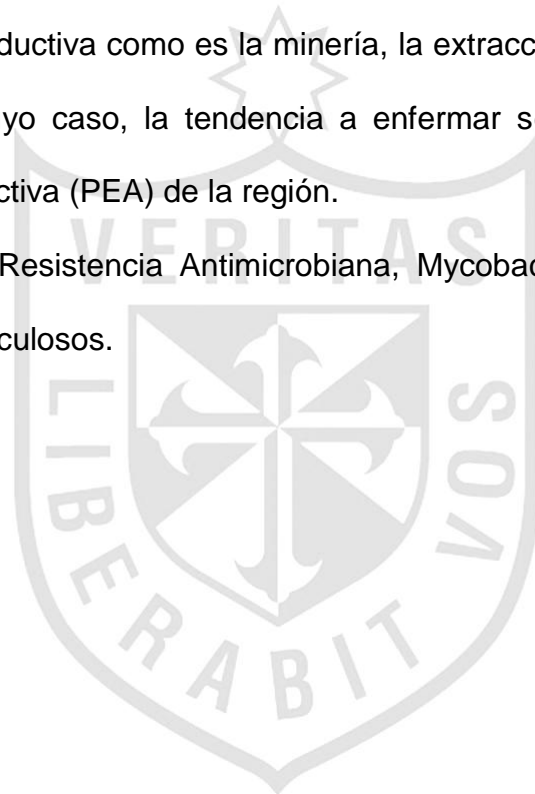 ductiva como es la minería, la extracc
yo caso, la tendencia a enfermar s
ctiva (PEA) de la región.
Resistencia Antimicrobiana, Mycobac
culosos.
VERITAS
LIBERABIT VOS